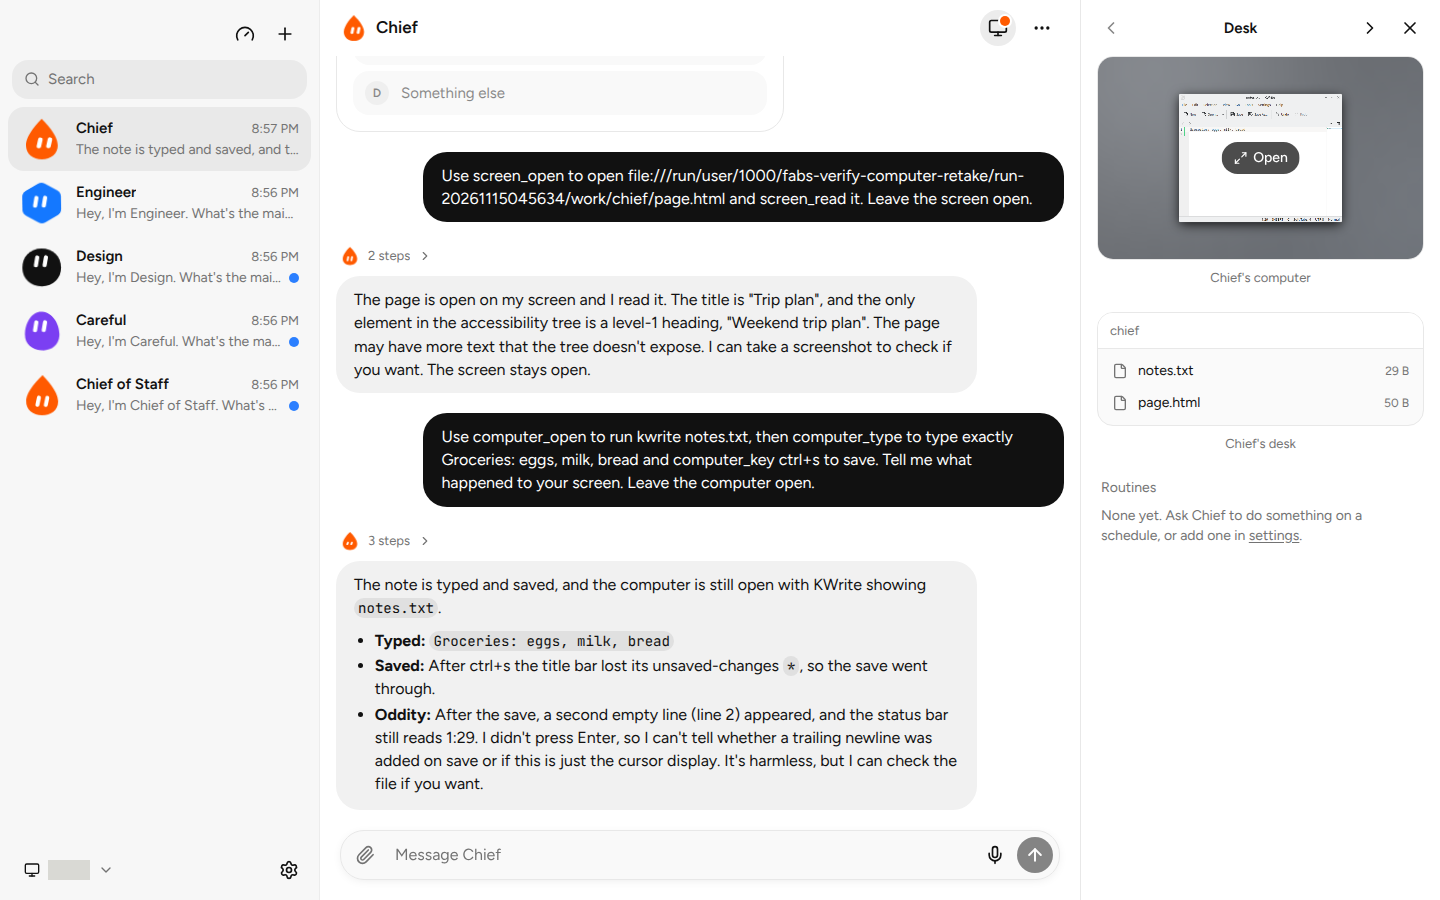 Search
Chief
8:57 PM
The note is typed and saved, and t...
Engineer
8:56 PM
Hey, I'm Engineer. What's the mai...
Design
8:56 PM
Hey, I'm Design. What's the mai...
Careful
8:56 PM
Hey, I'm Careful. What's the ma...
Chief of Staff
8:56 PM
Hey, I'm Chief of Staff. What's ...
Chief
D
Something else
Use screen_open to open file:///run/user/1000/fabs-verify-computer-retake/run-
20261115045634/work/chief/page.html and screen_read it. Leave the screen open.
2 steps
The page is open on my screen and I read it. The title is "Trip plan", and the only
element in the accessibility tree is a level-1 heading, "Weekend trip plan". The page
may have more text that the tree doesn't expose. I can take a screenshot to check if
you want. The screen stays open.
Use computer_open to run kwrite notes.txt, then computer_type to type exactly
Groceries: eggs, milk, bread and computer_key ctrl+s to save. Tell me what
happened to your screen. Leave the computer open.
3 steps
The note is typed and saved, and the computer is still open with KWrite showing
notes.txt.
• Typed: Groceries: eggs, milk, bread
• Saved: After ctrl+s the title bar lost its unsaved-changes *, so the save went
through.
• Oddity: After the save, a second empty line (line 2) appeared, and the status bar
still reads 1:29. I didn't press Enter, so I can't tell whether a trailing newline was
added on save or if this is just the cursor display. It's harmless, but I can check the
file if you want.
Message Chief
Desk
Open
Chief's computer
chief
notes.txt
29 B
page.html
50 B
Chief's desk
Routines
None yet. Ask Chief to do something on a
schedule, or add one in settings.